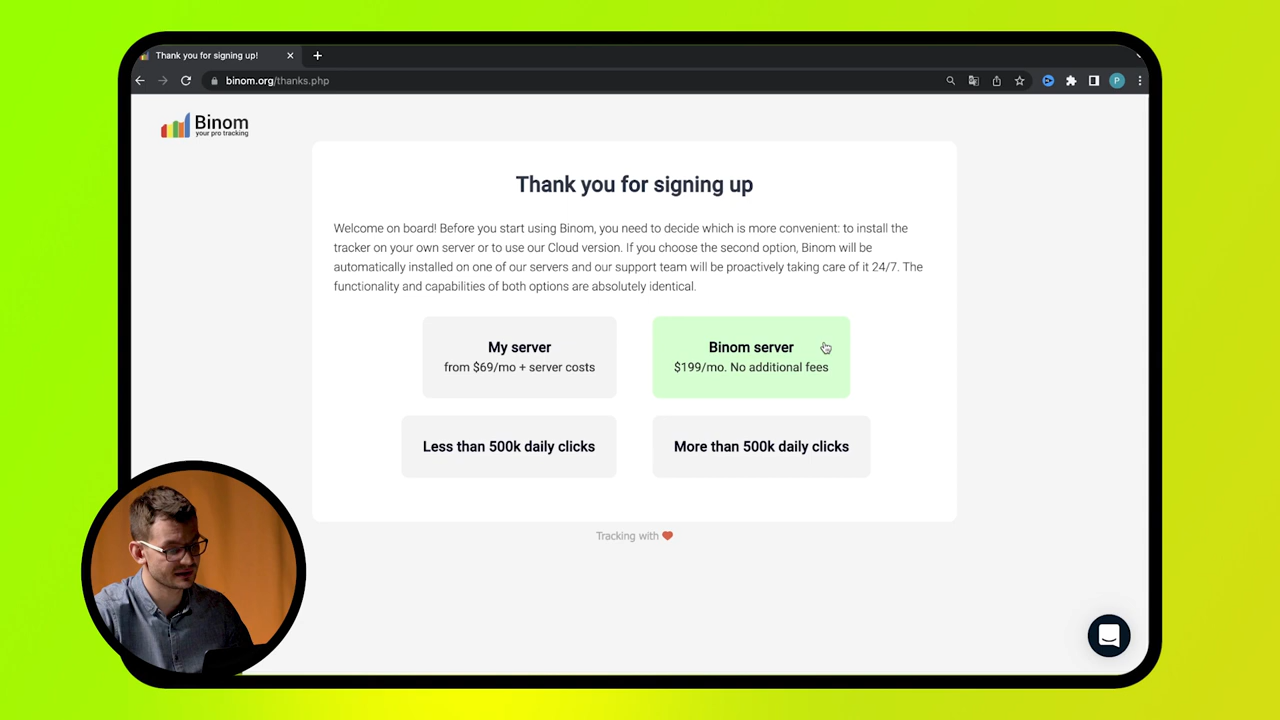 Thank you for signing up!
binom.org/thanks.php
P
Binom
your pro tracking
Thank you for signing up
Welcome on board! Before you start using Binom, you need to decide which is more convenient: to install the
tracker on your own server or to use our Cloud version. If you choose the second option, Binom will be
automatically installed on one of our servers and our support team will be proactively taking care of it 24/7. The
functionality and capabilities of both options are absolutely identical.
My server
from $69/mo + server costs
Binom server
$199/mo. No additional fees
Less than 500k daily clicks
More than 500k daily clicks
Tracking with